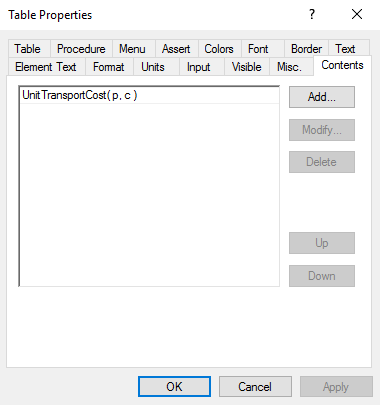 Table Properties
Table Procedure Menu Assert Colors Font Border Text
Element Text Format Units Input Visible Misc. Contents
UnitTransportCost( p, c )
Add...
Modify...
Delete
Up
Down
OK Cancel Apply